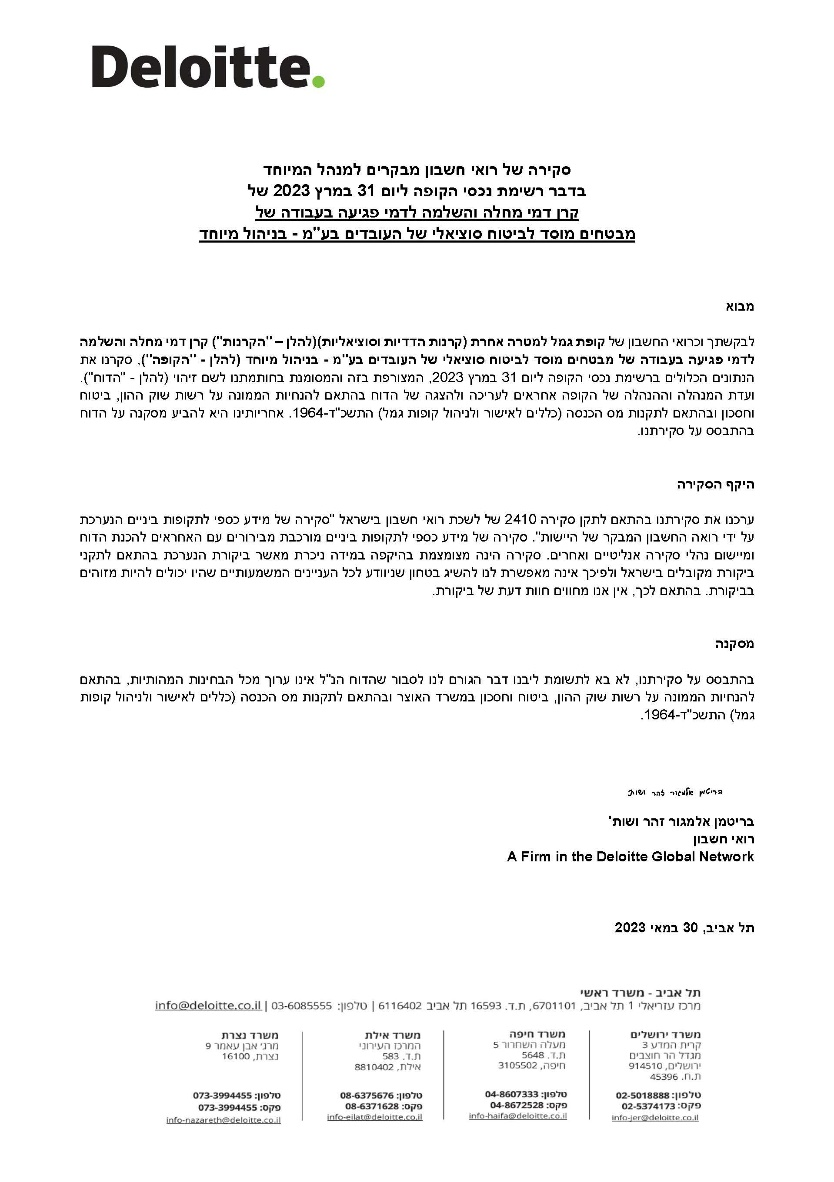 Deloitte.
סקירה של רואי חשבון מבקרים למנהל המיוחד
בדבר רשימת נכסי הקופה ליום 31 במרץ 2023 של
קרן דמי מחלה והשלמה לדמי פגיעה בעבודה של
מבטחים מוסד לביטוח סוציאלי של העובדים בע"מ - בניהול מיוחד
מבוא
לבקשתך וכרואי החשבון של קופת גמל למטרה אחרת (קרנות הדדיות וסוציאליות)(להלן – "הקרנות") קרן דמי מחלה והשלמה
לדמי פגיעה בעבודה של מבטחים מוסד לביטוח סוציאלי של העובדים בע"מ - בניהול מיוחד (להלן - "הקופה"), סקרנו את
הנתונים הכלולים ברשימת נכסי הקופה ליום 31 במרץ 2023, המצורפת בזה והמסומנת בחותמתנו לשם זיהוי (להלן - "הדוח").
ועדת המנהלה וההנהלה של הקופה אחראים לעריכה ולהצגה של הדוח בהתאם להנחיות הממונה על רשות שוק ההון, ביטוח
וחסכון ובהתאם לתקנות מס הכנסה (כללים לאישור ולניהול קופות גמל) התשכ"ד-1964. אחריותינו היא להביע מסקנה על הדוח
בהתבסס על סקירתנו.
היקף הסקירה
ערכנו את סקירתנו בהתאם לתקן סקירה 2410 של לשכת רואי חשבון בישראל "סקירה של מידע כספי לתקופות ביניים הנערכת
על ידי רואה החשבון המבקר של היישות". סקירה של מידע כספי לתקופות ביניים מורכבת מבירורים עם האחראים להכנת הדוח
ומיישום נהלי סקירה אנליטיים ואחרים. סקירה הינה מצומצמת בהיקפה במידה ניכרת מאשר ביקורת הנערכת בהתאם לתקני
ביקורת מקובלים בישראל ולפיכך אינה מאפשרת לנו להשיג בטחון שניוודע לכל העניינים המשמעותיים שהיו יכולים להיות מזוהים
בביקורת. בהתאם לכך, אין אנו מחווים חוות דעת של ביקורת.
מסקנה
בהתבסס על סקירתנו, לא בא לתשומת ליבנו דבר הגורם לנו לסבור שהדוח הנ"ל אינו ערוך מכל הבחינות המהותיות, בהתאם
להנחיות הממונה על רשות שוק ההון, ביטוח וחסכון במשרד האוצר ובהתאם לתקנות מס הכנסה (כללים לאישור ולניהול קופות
גמל) התשכ"ד-1964.
בריטמן אלמגור זהר ושות'
בריטמן אלמגור זהר ושות'
רואי חשבון
A Firm in the Deloitte Global Network
תל אביב, 30 במאי 2023
תל אביב - משרד ראשי
מרכז עזריאלי 1 תל אביב, 6701101, ת.ד. 16593 תל אביב 6116402 | טלפון: 03-6085555 | info@deloitte.co.il
משרד ירושלים
קרית המדע 3
מגדל הר חוצבים
ירושלים, 914510
ת.ח. 45396
טלפון: 02-5018888
פקס: 02-5374173
info-jer@deloitte.co.il
משרד חיפה
מעלה השחרור 5
ת.ד. 5648
חיפה, 3105502
טלפון: 04-8607333
פקס: 04-8672528
info-haifa@deloitte.co.il
משרד אילת
המרכז העירוני
ת.ד. 583
אילת, 8810402
טלפון: 08-6375676
פקס: 08-6371628
info-eilat@deloitte.co.il
משרד נצרת
מרג' אבן עאמר 9
נצרת, 16100
טלפון: 073-3994455
פקס: 073-3994455
info-nazareth@deloitte.co.il